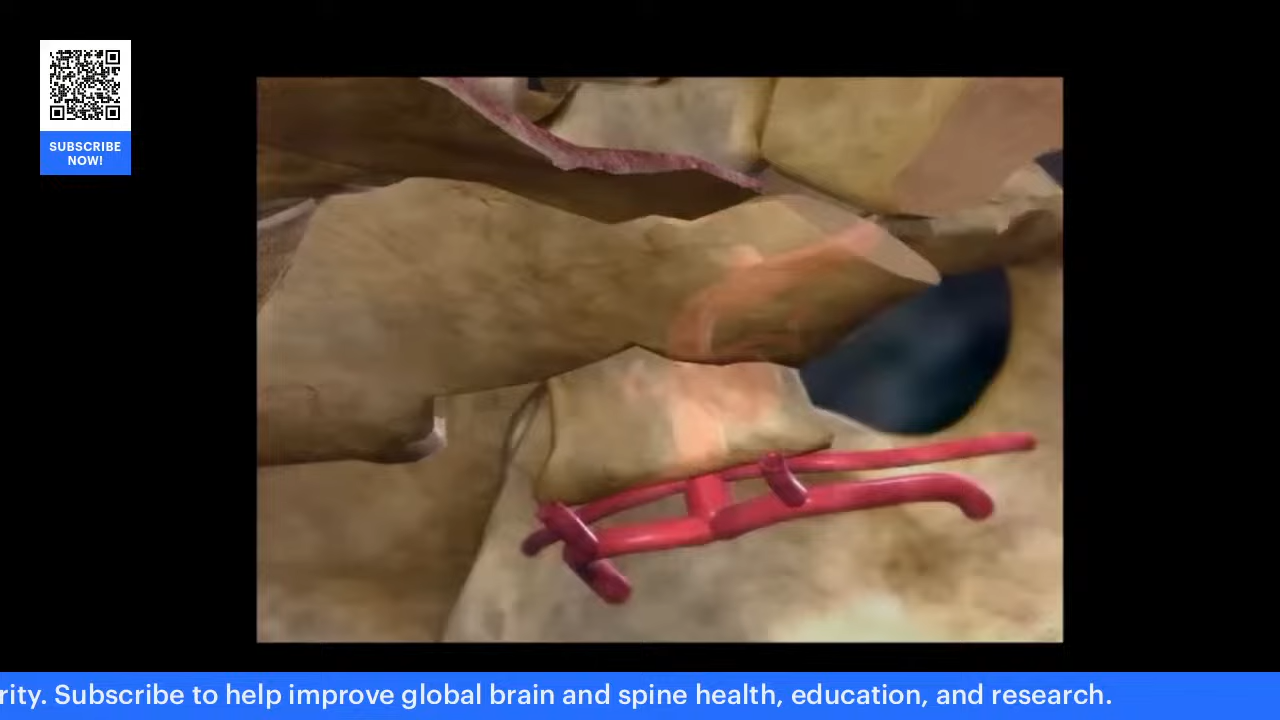 SUBSCRIBE
NOW!
rity. Subscribe to help improve global brain and spine health, education, and research.